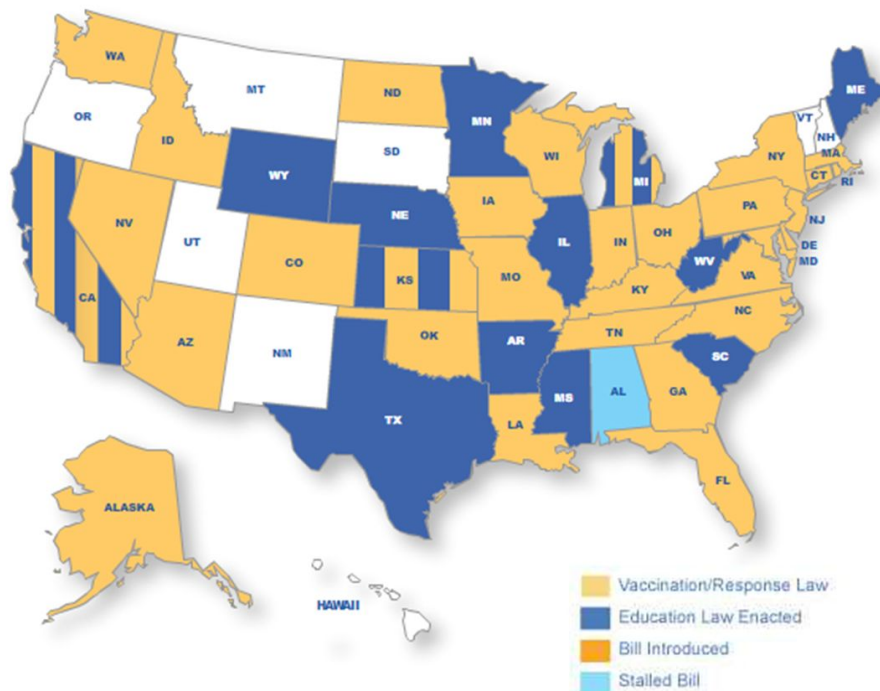 WA
MT
ND
MN
ME
OR
VT
NH
ID
SD
WI
MI
NY
MA
WY
CT
RI
IA
PA
NE
NV
IL
IN
OH
NJ
UT
DE
WV
MD
CO
KS
MO
VA
KY
CA
NC
TN
OK
AZ
AR
NM
SC
MS
AL
GA
TX
LA
FL
ALASKA
HAWAII
Vaccination/Response Law
Education Law Enacted
Bill Introduced
Stalled Bill